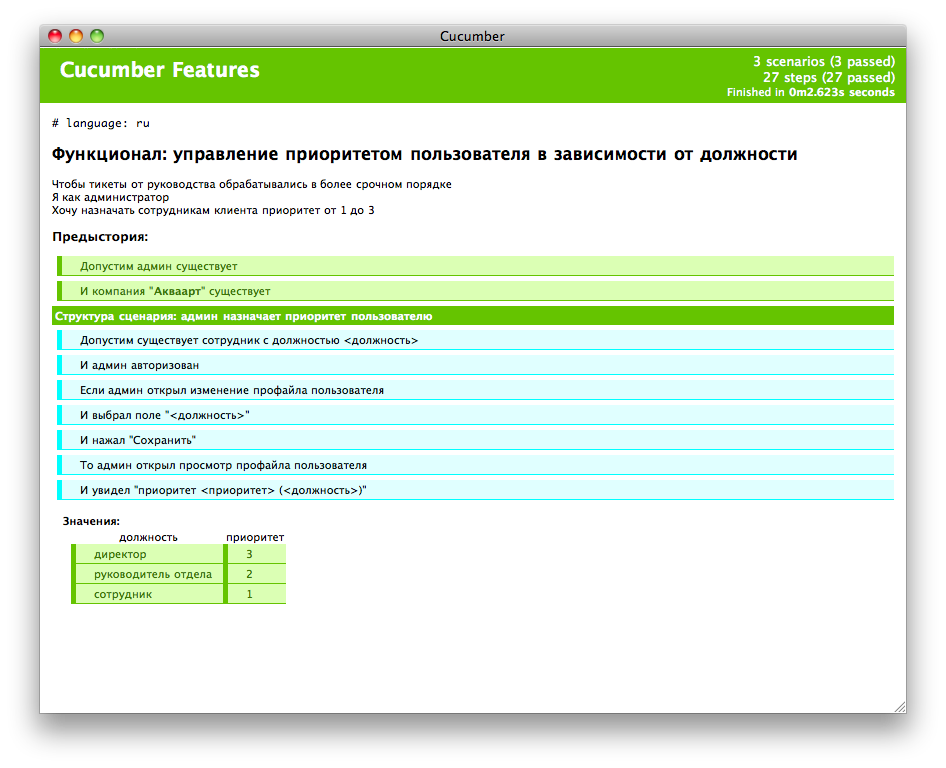 Cucumber
Cucumber Features
3 scenarios (3 passed)
27 steps (27 passed)
Finished in 0m2.623s seconds
# language: ru
Функционал: управление приоритетом пользователя в зависимости от должности
Чтобы тикеты от руководства обрабатывались в более срочном порядке
Я как администратор
Хочу назначать сотрудникам клиента приоритет от 1 до 3
Предыстория:
Допустим админ существует
И компания "Акваарт" существует
Структура сценария: админ назначает приоритет пользователю
Допустим существует сотрудник с должностью <должность>
И админ авторизован
Если админ открыл изменение профайла пользователя
И выбрал поле "<должность>"
И нажал "Сохранить"
То админ открыл просмотр профайла пользователя
И увидел "приоритет <приоритет> (<должность>)"
Значения:
должность приоритет
директор 3
руководитель отдела 2
сотрудник 1